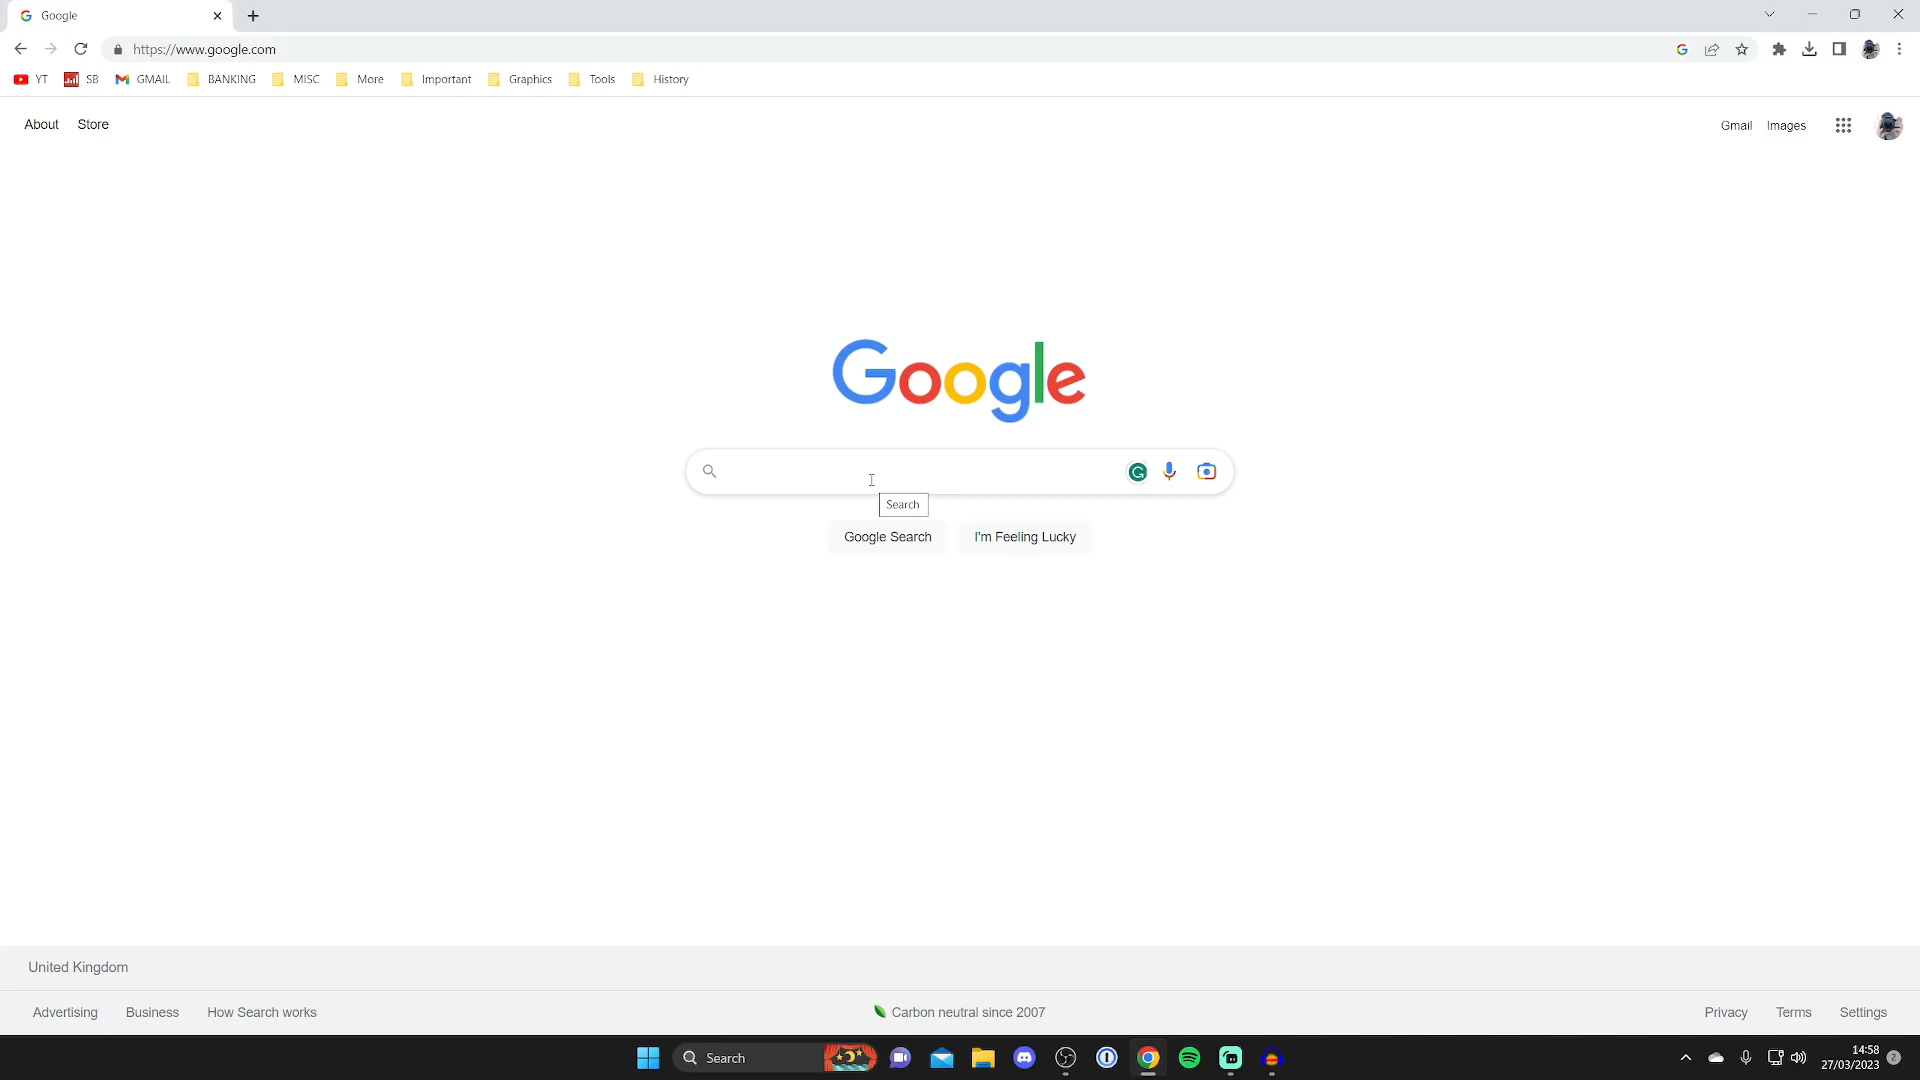 Google
https://www.google.com
YT SB GMAIL BANKING MISC More Important Graphics Tools History
About Store Gmail Images
Google
Search
Google Search I'm Feeling Lucky
United Kingdom
Advertising Business How Search works Carbon neutral since 2007 Privacy Terms Settings
Search 14:58
27/03/2023 2